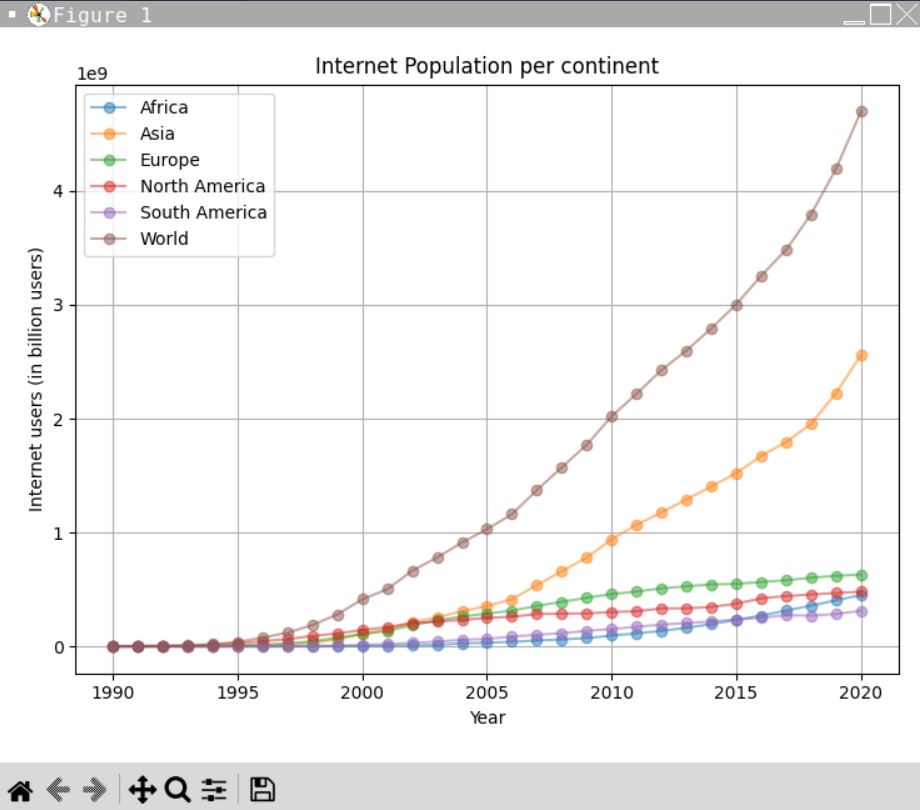 Figure 1
Internet Population per continent
1e9
Africa
Asia
Europe
North America
South America
World
Internet users (in billion users)
4
3
2
1
0
1990 1995 2000 2005 2010 2015 2020
Year